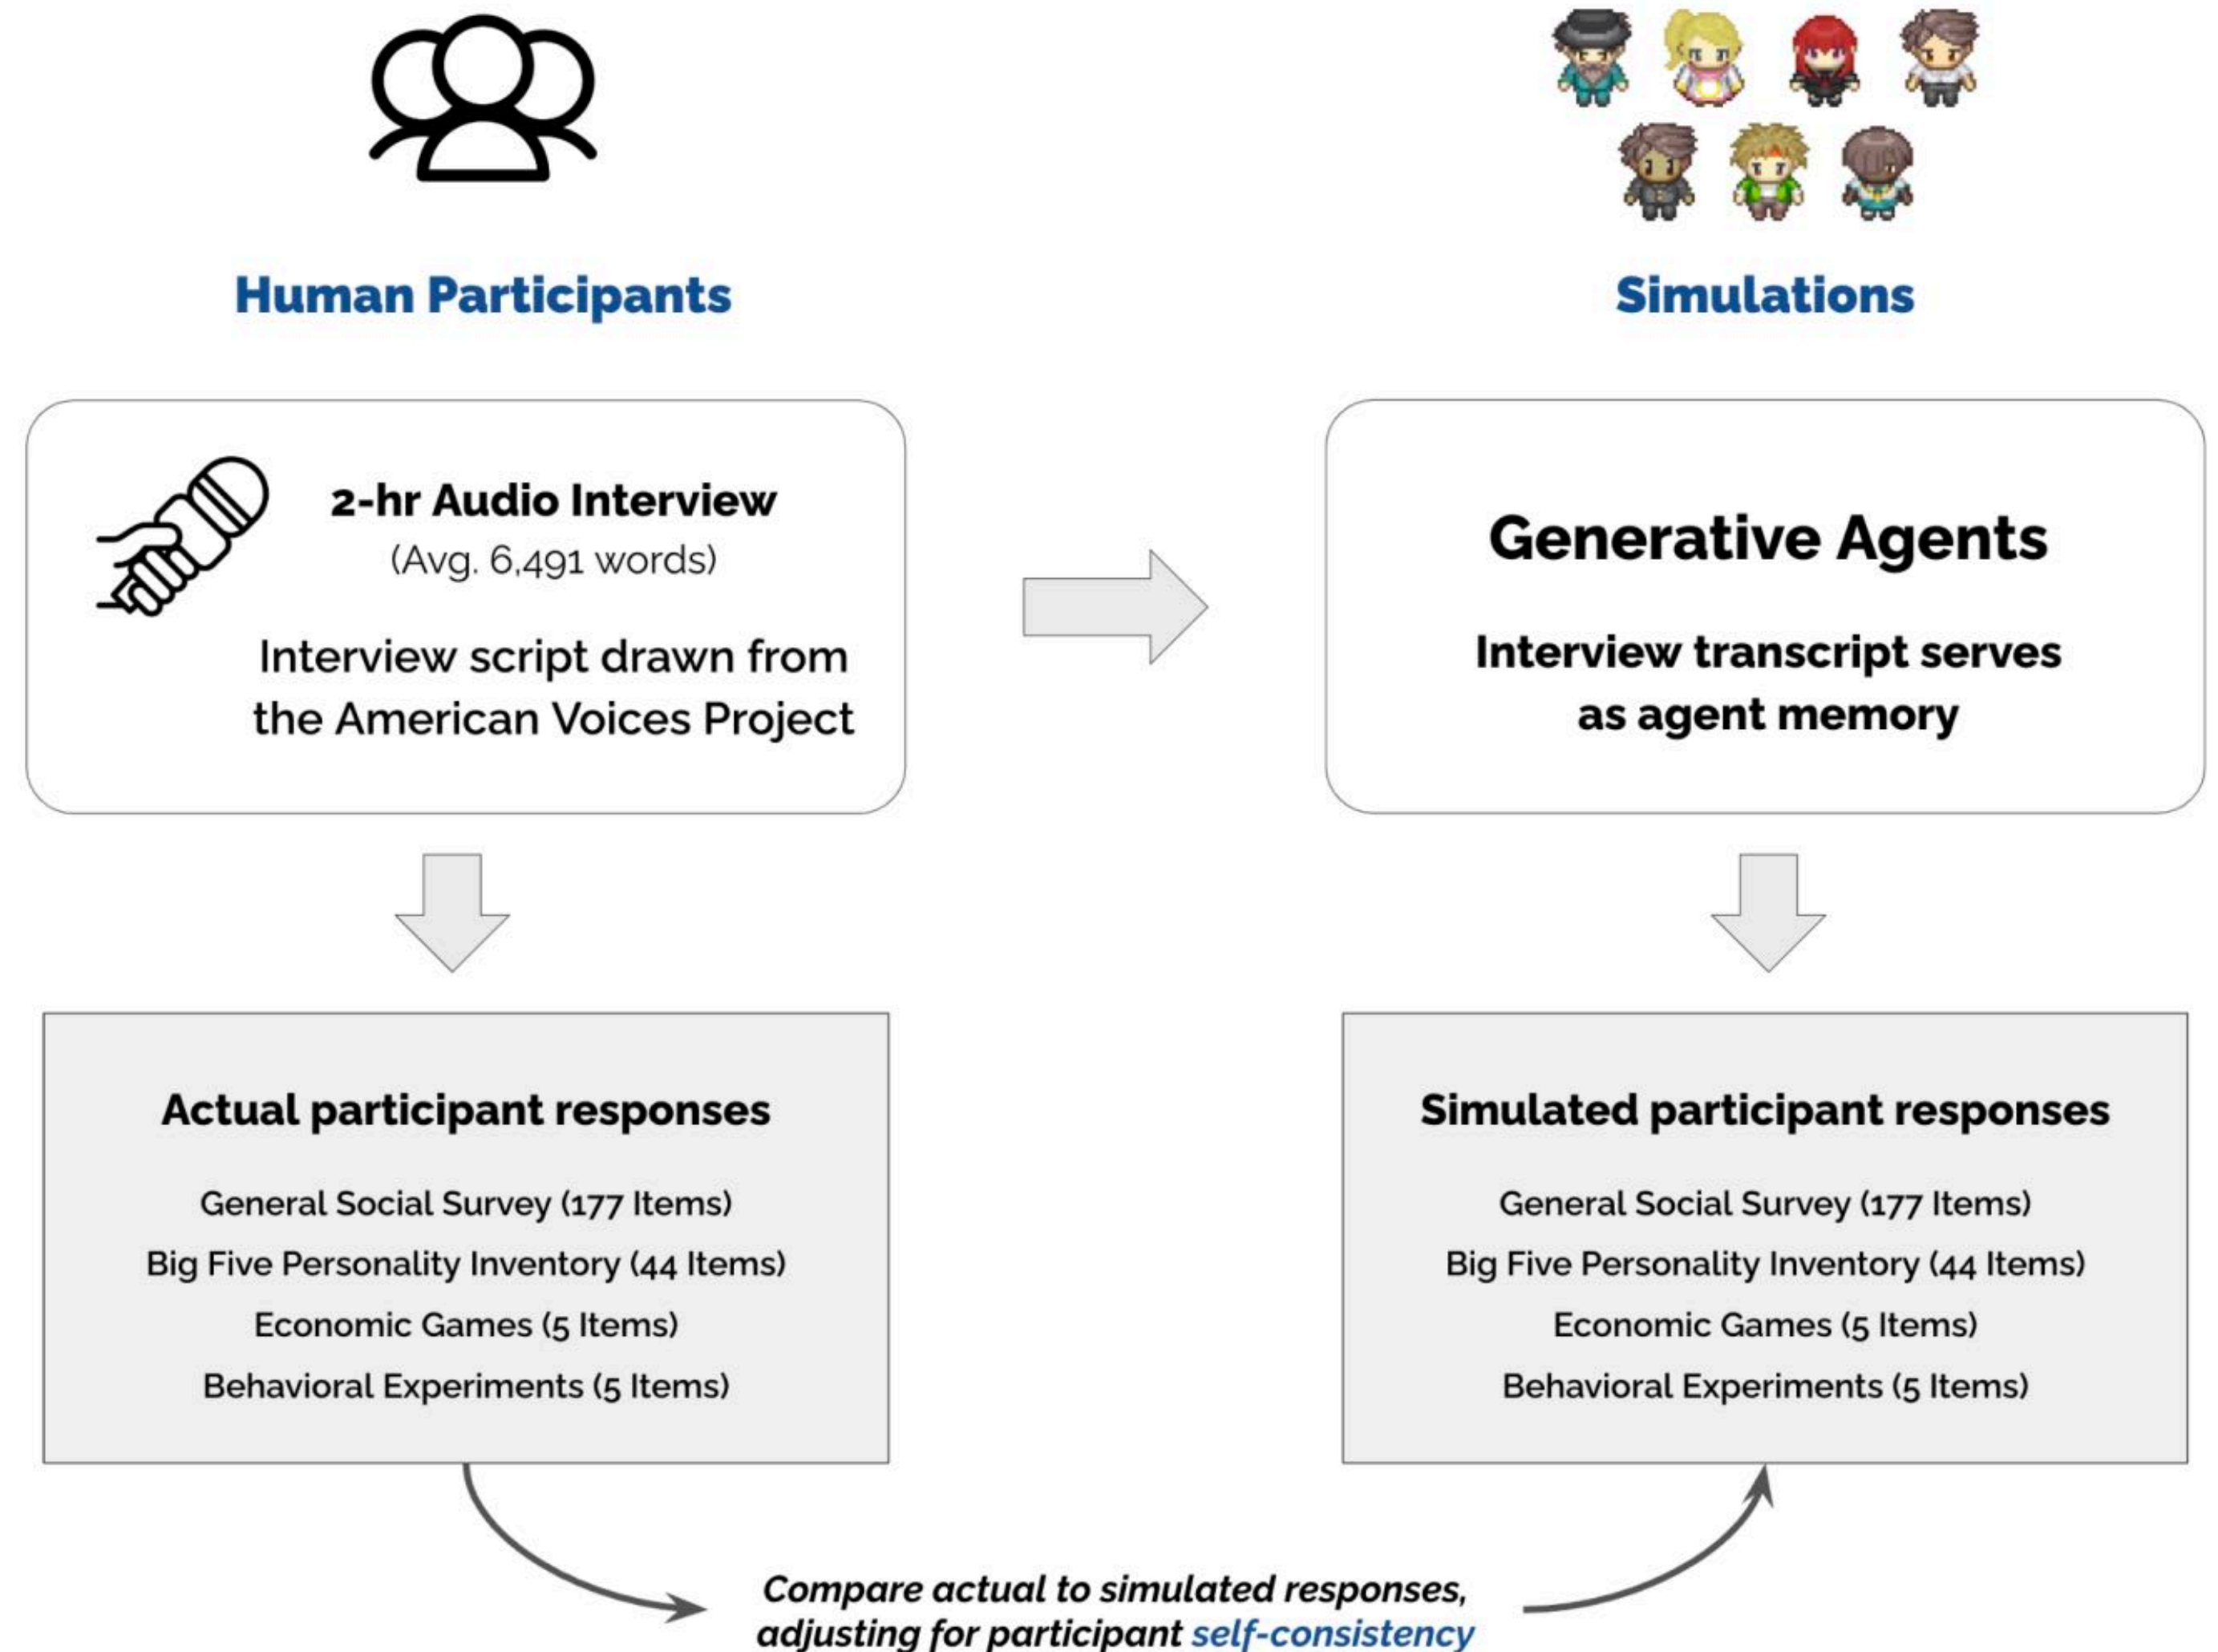 Human Participants
Simulations
2-hr Audio Interview
(Avg. 6,491 words)
Interview script drawn from
the American Voices Project
Generative Agents
Interview transcript serves
as agent memory
Actual participant responses
General Social Survey (177 Items)
Big Five Personality Inventory (44 Items)
Economic Games (5 Items)
Behavioral Experiments (5 Items)
Simulated participant responses
General Social Survey (177 Items)
Big Five Personality Inventory (44 Items)
Economic Games (5 Items)
Behavioral Experiments (5 Items)
Compare actual to simulated responses,
adjusting for participant self-consistency